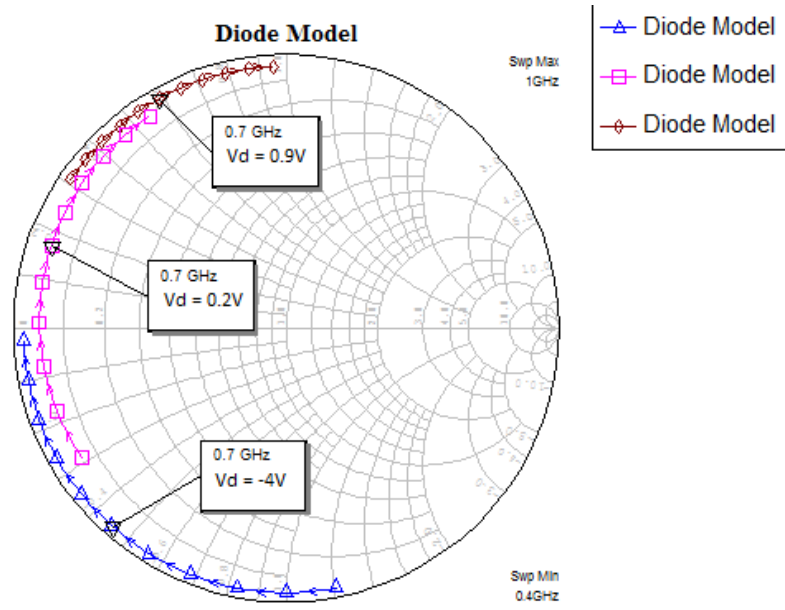 Diode Model
Swp Max
1GHz
Diode Model
Diode Model
Diode Model
0.7 GHz
Vd = 0.9V
0.7 GHz
Vd = 0.2V
0.7 GHz
Vd = -4V
Swp Min
0.4GHz